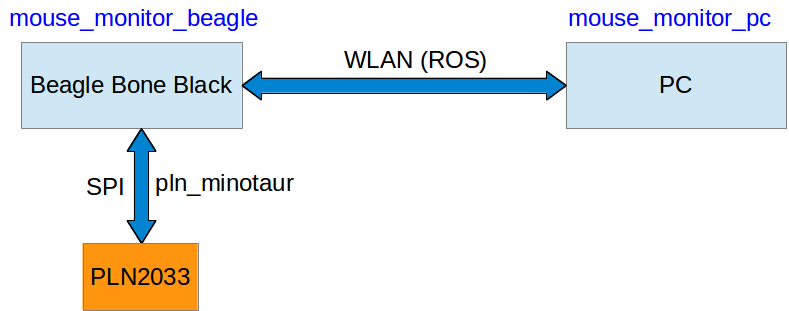 mouse_monitor_beagle
mouse_monitor_pc
WLAN (ROS)
Beagle Bone Black
PC
SPI
pln_minotaur
PLN2033